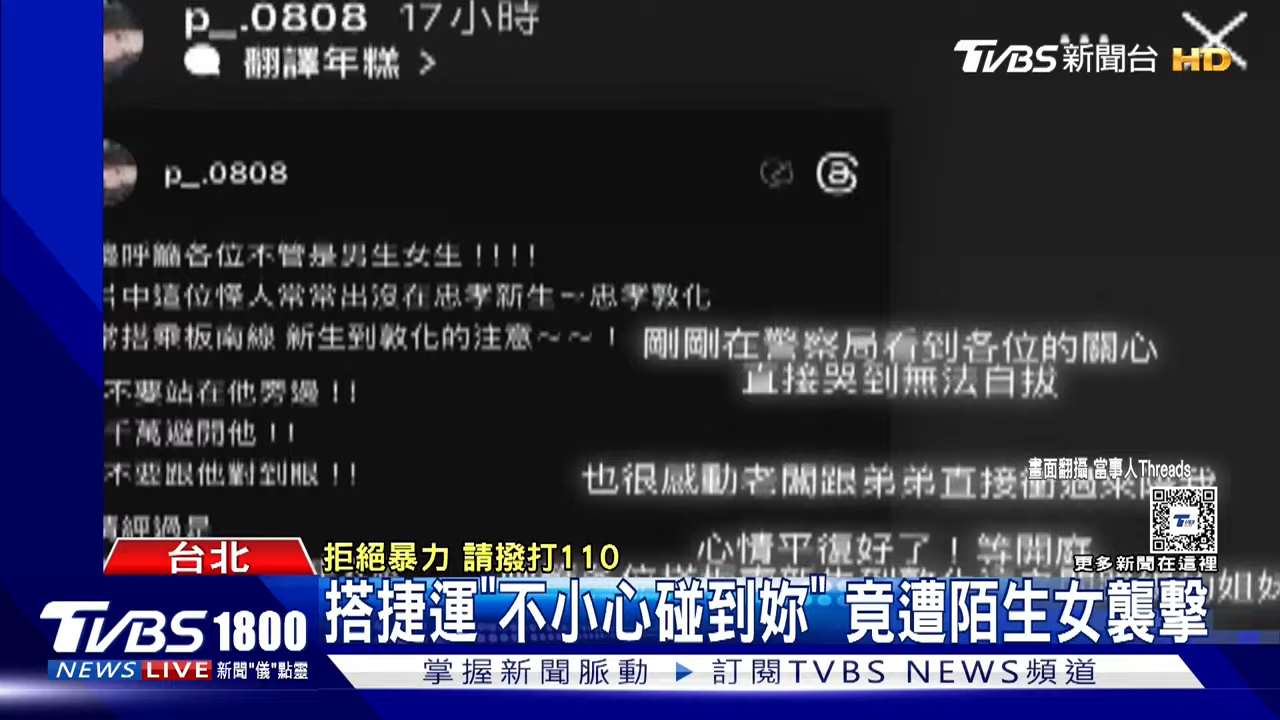 p_.0808 17小時
翻譯年糕 >
TVBS新聞台 HD
p_.0808
呼籲各位不管是男生女生！！！！
中這位怪人常常出沒在忠孝新生～忠孝敦化
搭乘板南線 新生到敦化的注意～～！
不要站在他旁邊！！
千萬避開他！！
不要跟他對到眼！！
情經過是
剛剛在警察局看到各位的關心
直接哭到無法自拔
也很感動老闆跟弟弟直接衝過來陪我
心情平復好了！等開庭
畫面翻攝 當事人Threads
更多新聞在這裡
台北
拒絕暴力 請撥打110
搭捷運"不小心碰到妳" 竟遭陌生女襲擊
TVBS 1800
NEWS LIVE 新聞"儀"點靈
掌握新聞脈動 ▶ 訂閱TVBS NEWS頻道